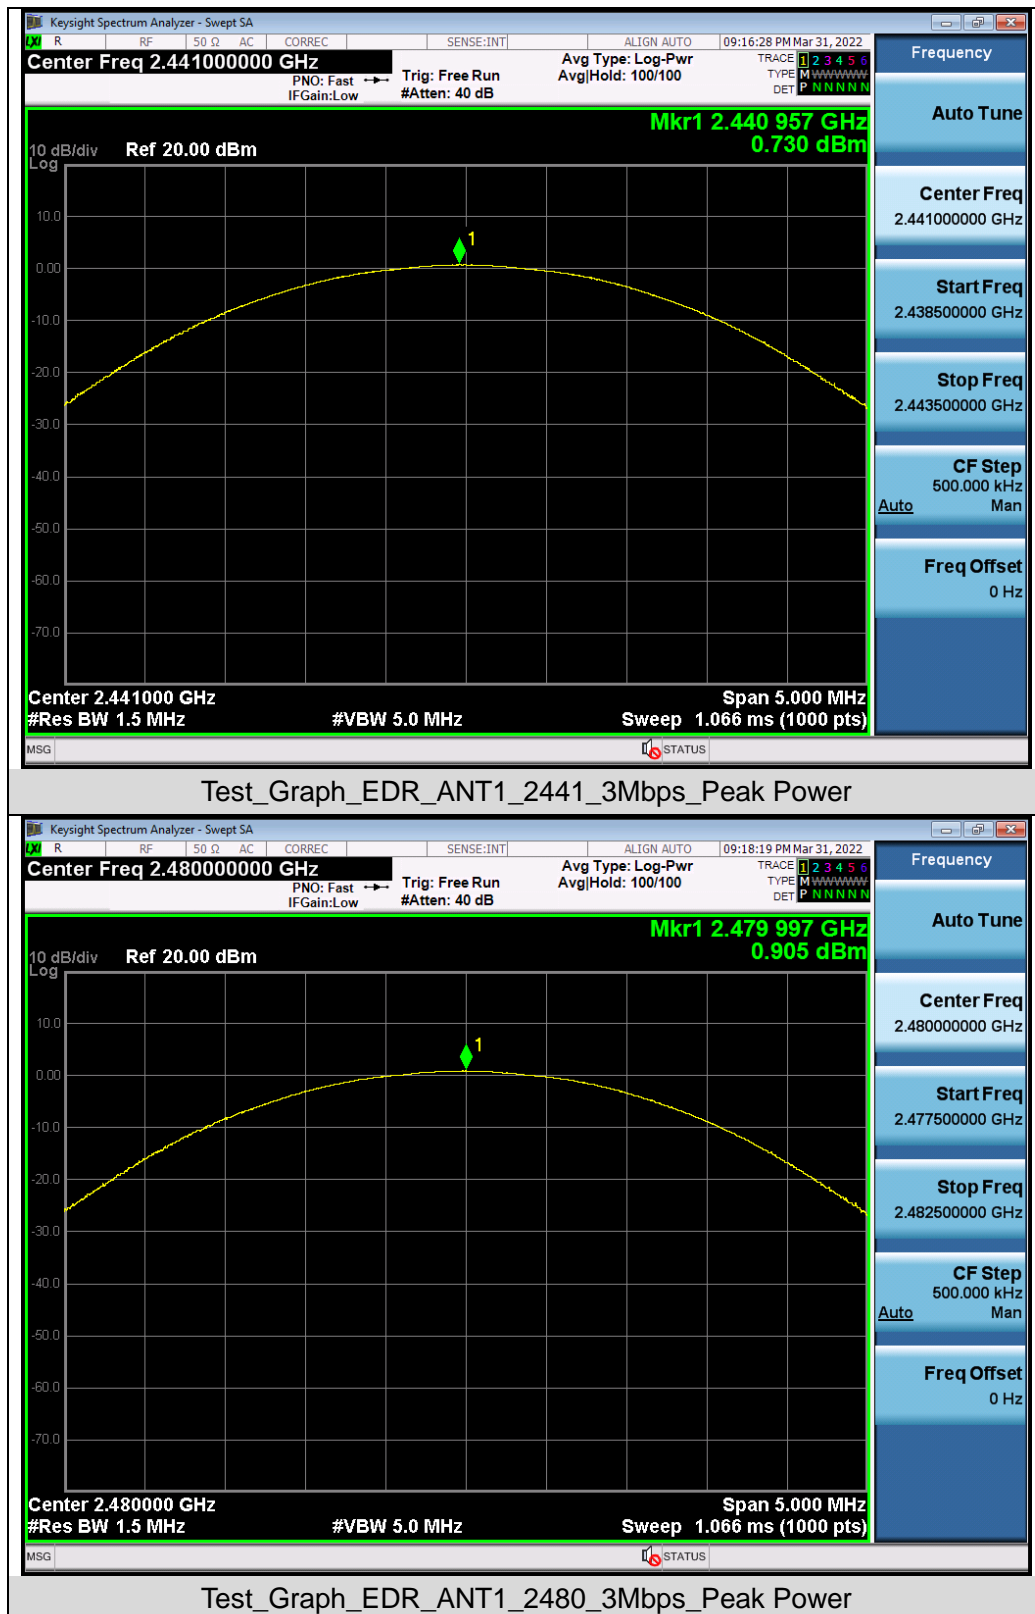 Keysight Spectrum Analyzer - Swept SA
LXI R RF 50 Ω AC CORREC SENSE:INT ALIGN AUTO 09:16:28 PM Mar 31, 2022
Center Freq 2.441000000 GHz
PNO: Fast
IFGain:Low
Trig: Free Run
#Atten: 40 dB
Avg Type: Log-Pwr
Avg|Hold: 100/100
TRACE 1 2 3 4 5 6
TYPE M WWWWW
DET P N N N N N
Mkr1 2.440 957 GHz
0.730 dBm
10 dB/div Ref 20.00 dBm
Log
10.0
1
0.00
-10.0
-20.0
-30.0
-40.0
-50.0
-60.0
-70.0
Center 2.441000 GHz Span 5.000 MHz
#Res BW 1.5 MHz #VBW 5.0 MHz Sweep 1.066 ms (1000 pts)
MSG STATUS
Frequency
Auto Tune
Center Freq
2.441000000 GHz
Start Freq
2.438500000 GHz
Stop Freq
2.443500000 GHz
CF Step
500.000 kHz
Auto Man
Freq Offset
0 Hz
Test_Graph_EDR_ANT1_2441_3Mbps_Peak Power
Keysight Spectrum Analyzer - Swept SA
LXI R RF 50 Ω AC CORREC SENSE:INT ALIGN AUTO 09:18:19 PM Mar 31, 2022
Center Freq 2.480000000 GHz
PNO: Fast
IFGain:Low
Trig: Free Run
#Atten: 40 dB
Avg Type: Log-Pwr
Avg|Hold: 100/100
TRACE 1 2 3 4 5 6
TYPE M WWWWW
DET P N N N N N
Mkr1 2.479 997 GHz
0.905 dBm
10 dB/div Ref 20.00 dBm
Log
10.0
1
0.00
-10.0
-20.0
-30.0
-40.0
-50.0
-60.0
-70.0
Center 2.480000 GHz Span 5.000 MHz
#Res BW 1.5 MHz #VBW 5.0 MHz Sweep 1.066 ms (1000 pts)
MSG STATUS
Frequency
Auto Tune
Center Freq
2.480000000 GHz
Start Freq
2.477500000 GHz
Stop Freq
2.482500000 GHz
CF Step
500.000 kHz
Auto Man
Freq Offset
0 Hz
Test_Graph_EDR_ANT1_2480_3Mbps_Peak Power